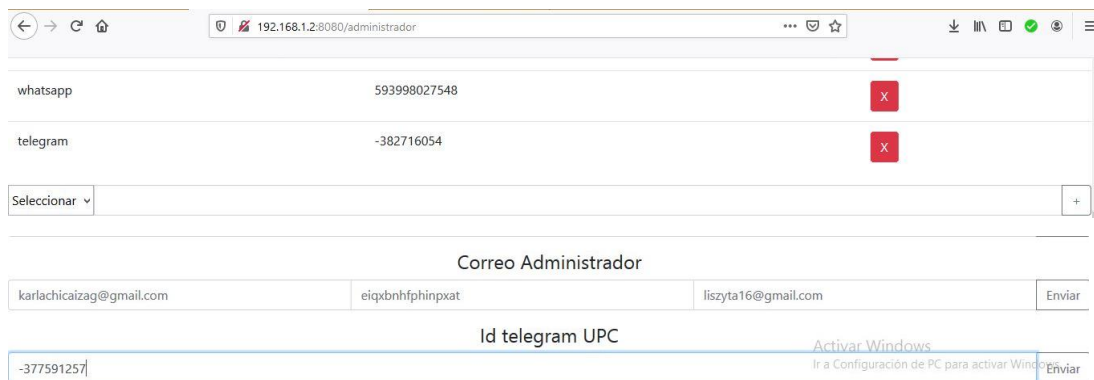 192.168.1.2:8080/administrador
whatsapp 593998027548 X
telegram -382716054 X
Seleccionar +
Correo Administrador
karlachicaizag@gmail.com eiqxbnhfphinpxat liszyta16@gmail.com Enviar
Id telegram UPC
Activar Windows
Ir a Configuración de PC para activar Windows.
-377591257 Enviar